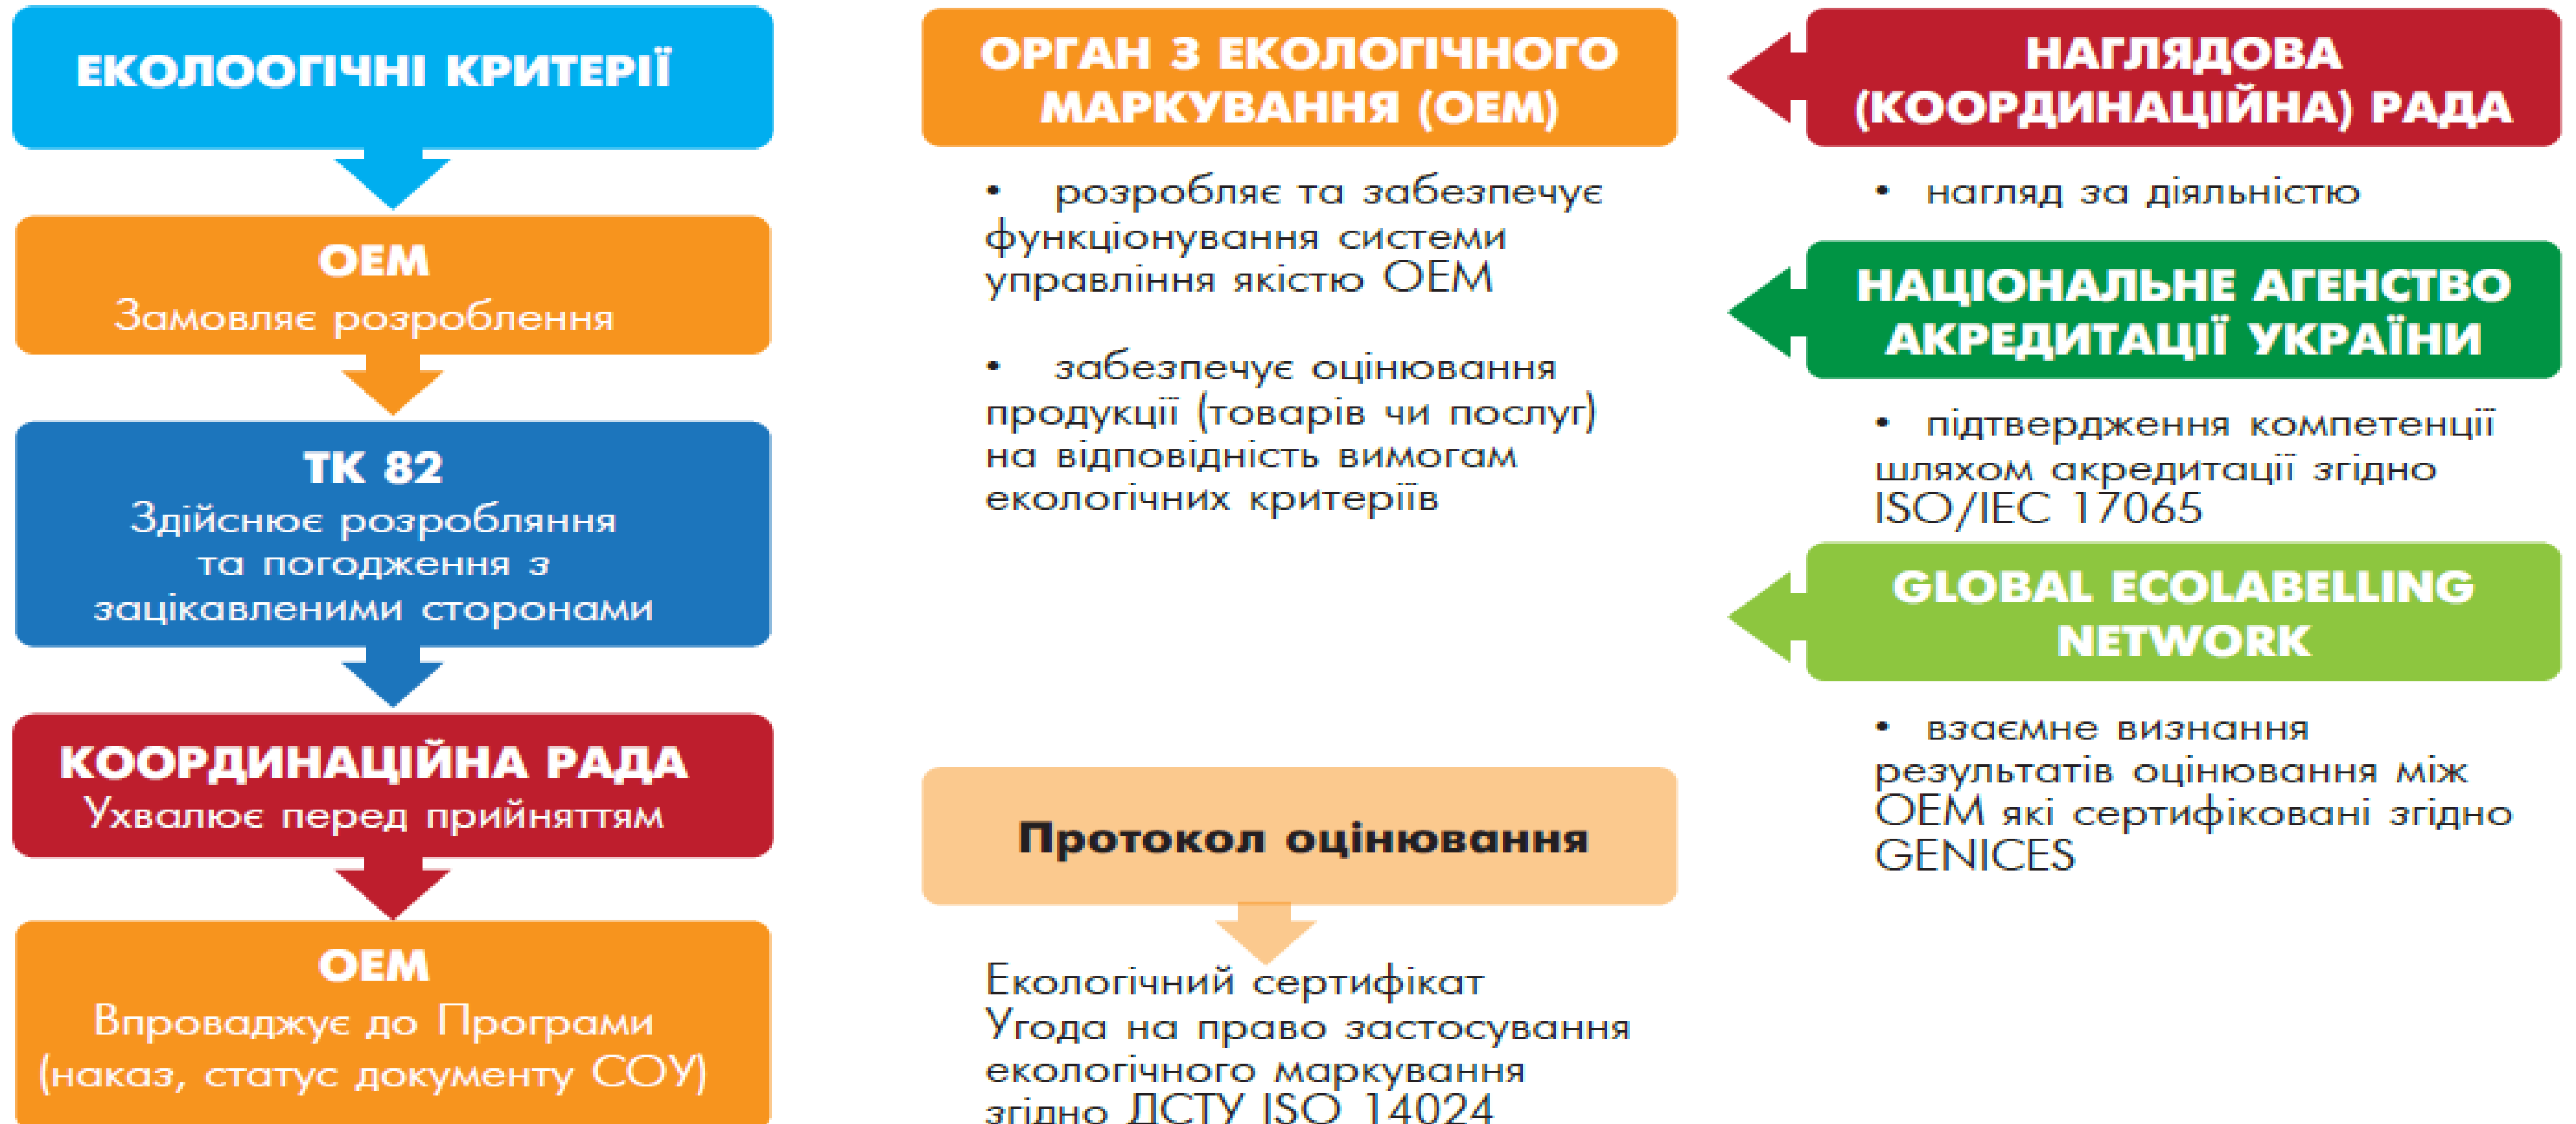 ЕКОЛООГІЧНІ КРИТЕРІЇ
ОЕМ
Замовляє розроблення
ТК 82
Здійснює розробляння
та погодження з
зацікавленими сторонами
КООРДИНАЦІЙНА РАДА
Ухвалює перед прийняттям
ОЕМ
Впроваджує до Програми
(наказ, статус документу СОУ)
ОРГАН З ЕКОЛОГІЧНОГО
МАРКУВАННЯ (ОЕМ)
• розробляє та забезпечує
функціонування системи
управління якістю ОЕМ
• забезпечує оцінювання
продукції (товарів чи послуг)
на відповідність вимогам
екологічних критеріїв
Протокол оцінювання
Екологічний сертифікат
Угода на право застосування
екологічного маркування
згідно ДСТУ ISO 14024
НАГЛЯДОВА
(КООРДИНАЦІЙНА) РАДА
• нагляд за діяльністю
НАЦІОНАЛЬНЕ АГЕНСТВО
АКРЕДИТАЦІЇ УКРАЇНИ
• підтвердження компетенції
шляхом акредитації згідно
ISO/IEC 17065
GLOBAL ECOLABELLING
NETWORK
• взаємне визнання
результатів оцінювання між
ОЕМ які сертифіковані згідно
GENICES